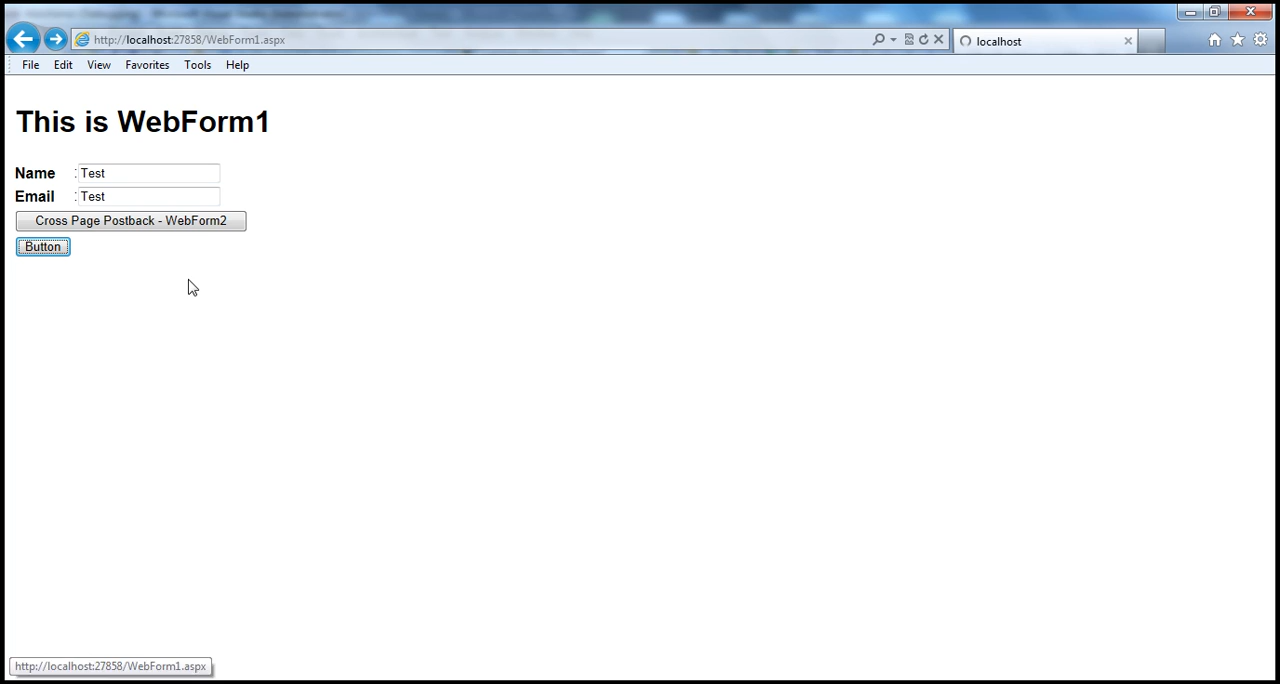 http://localhost:27858/WebForm1.aspx
localhost
File Edit View Favorites Tools Help
This is WebForm1
Name :Test
Email :Test
Cross Page Postback - WebForm2
Button
http://localhost:27858/WebForm1.aspx